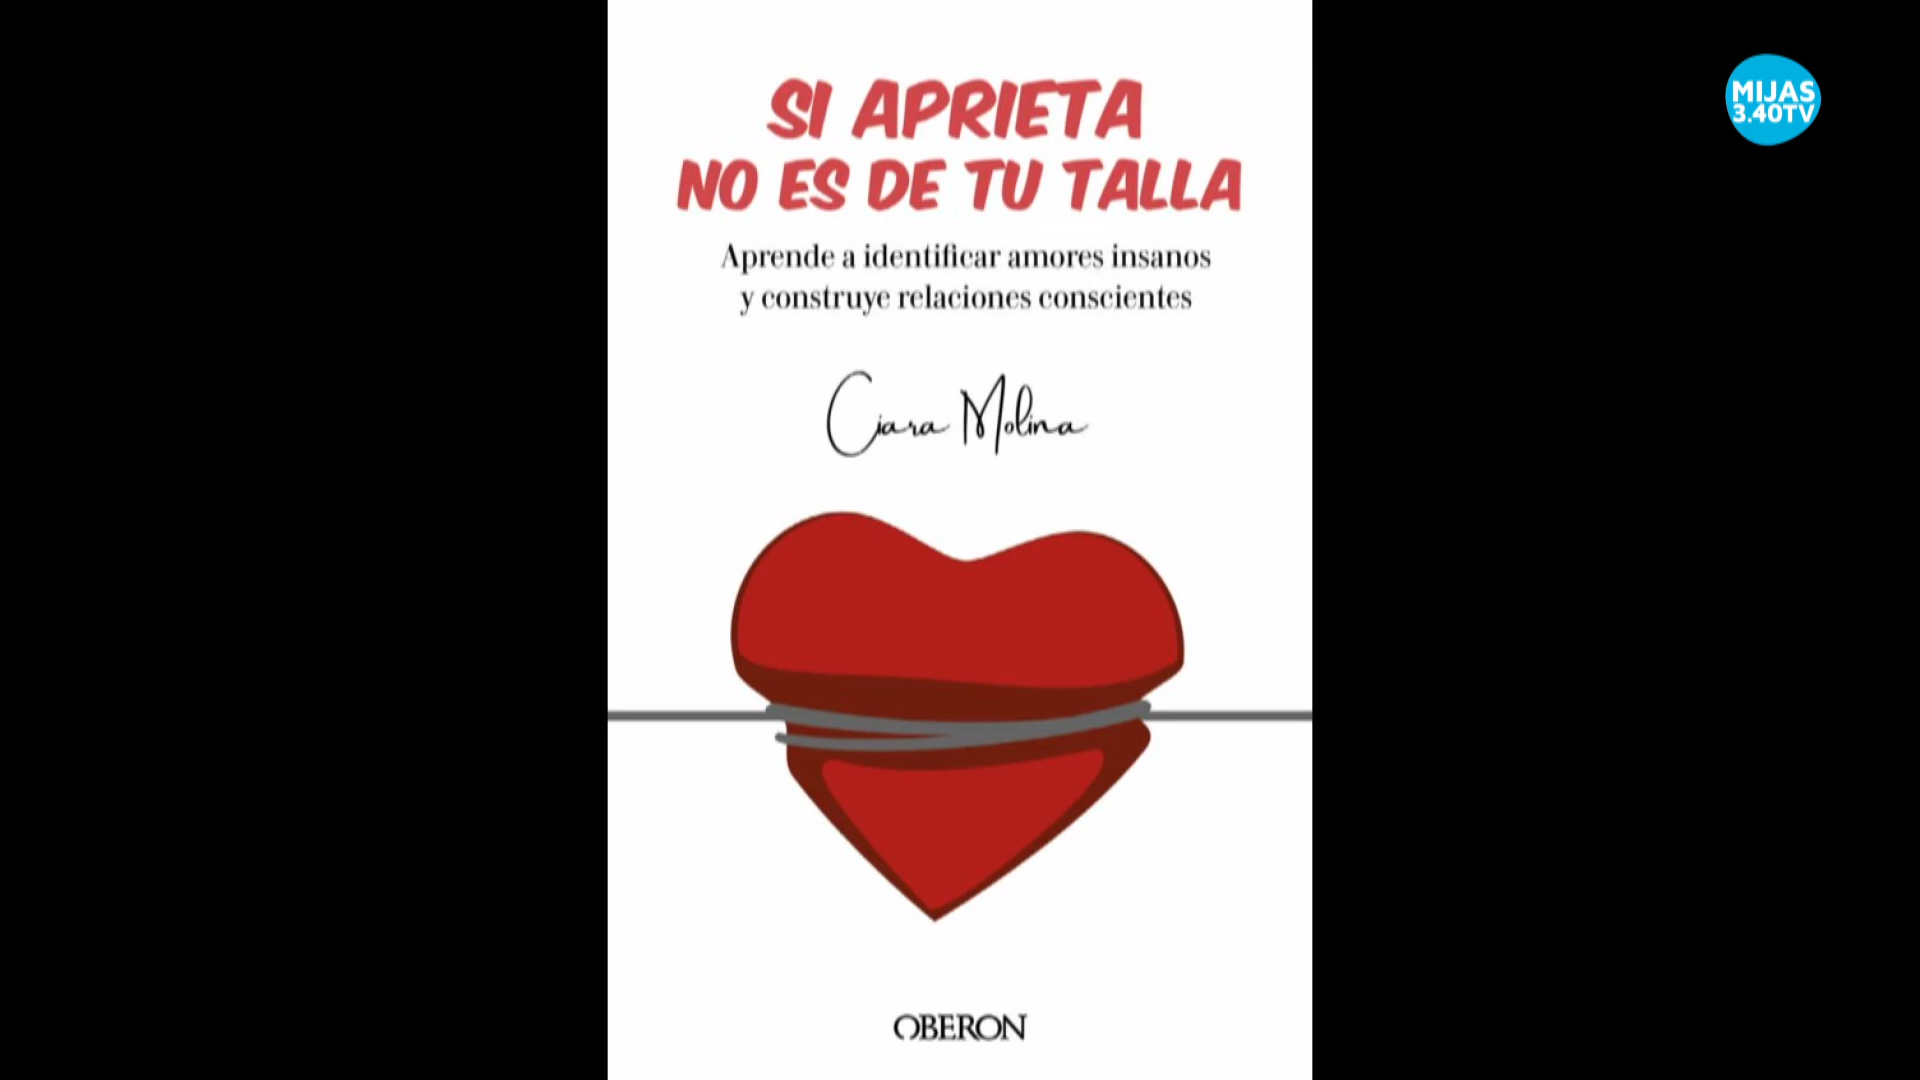 SI APRIETA
NO ES DE TU TALLA
Aprende a identificar amores insanos
y construye relaciones conscientes
Ciara Molina
OBERON
MIJAS
3.40TV